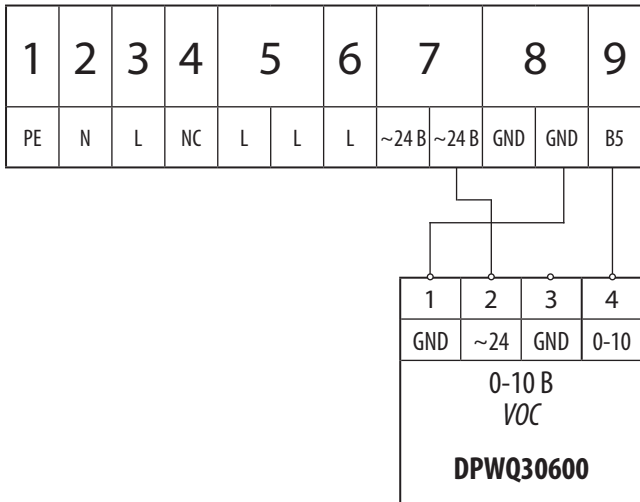 1 2 3 4 5 6 7 8 9
PE N L NC L L L ~24 В ~24 В GND GND B5
1 2 3 4
GND ~24 GND 0-10
0-10 В
VOC
DPWQ30600